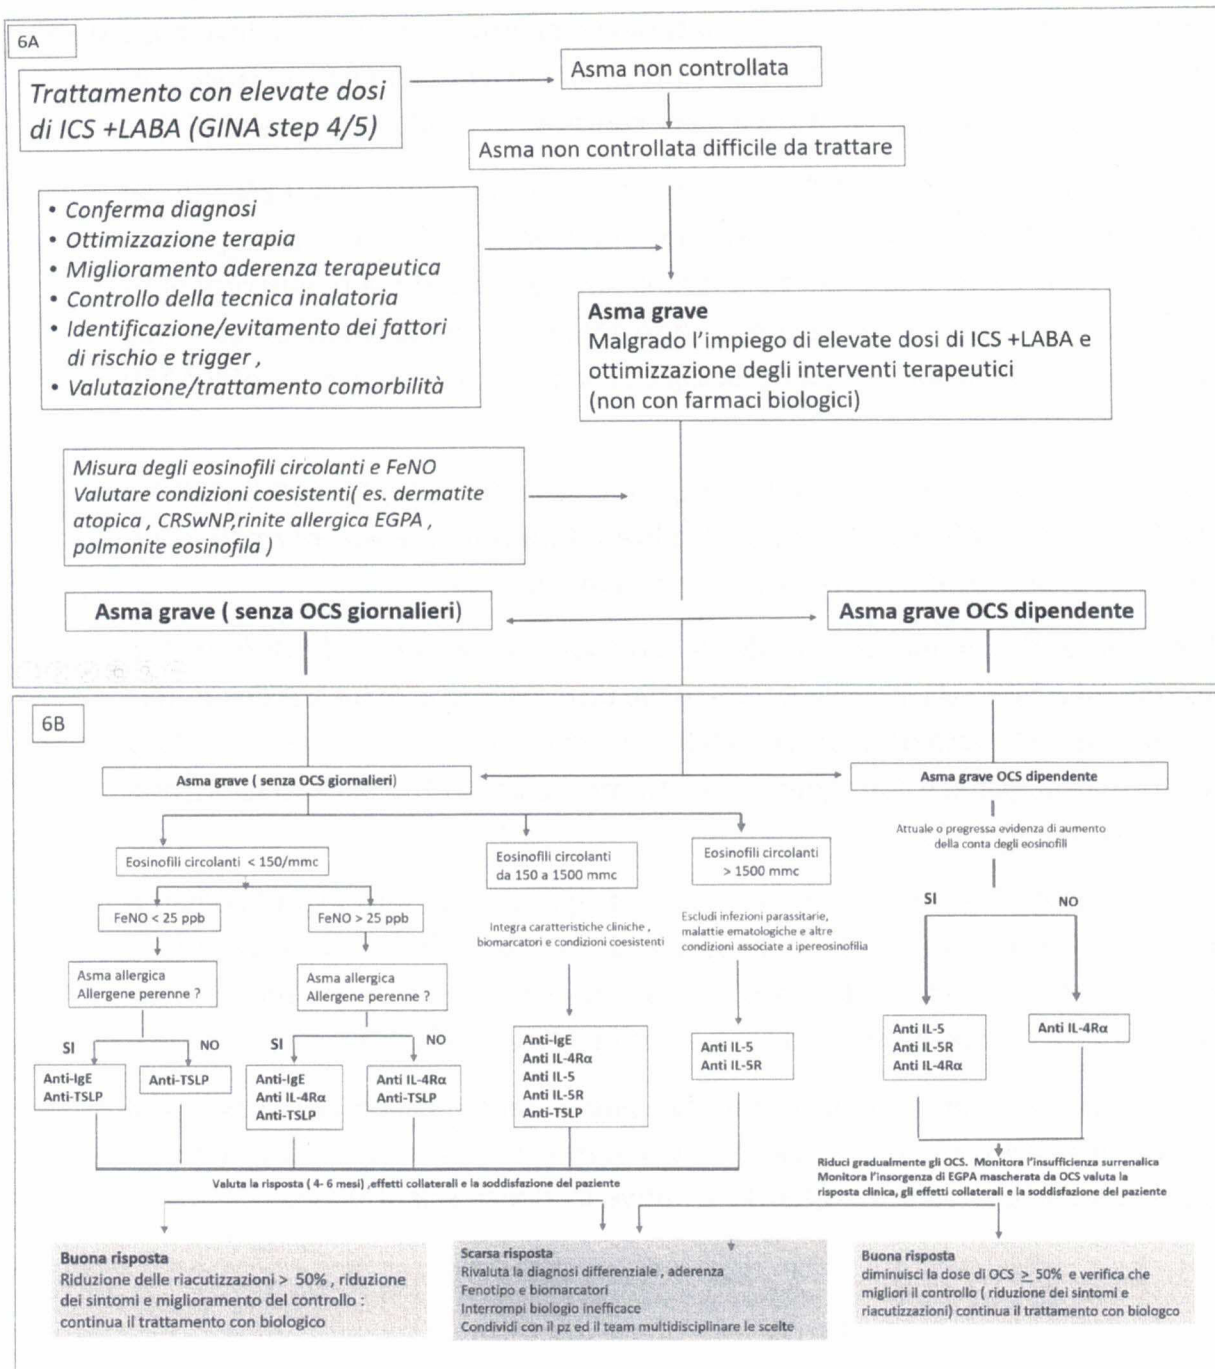 6A
Trattamento con elevate dosi
di ICS +LABA (GINA step 4/5)
Asma non controllata
Asma non controllata difficile da trattare
• Conferma diagnosi
• Ottimizzazione terapia
• Miglioramento aderenza terapeutica
• Controllo della tecnica inalatoria
• Identificazione/evitamento dei fattori
di rischio e trigger ,
• Valutazione/trattamento comorbilità
Asma grave
Malgrado l'impiego di elevate dosi di ICS +LABA e
ottimizzazione degli interventi terapeutici
(non con farmaci biologici)
Misura degli eosinofili circolanti e FeNO
Valutare condizioni coesistenti( es. dermatite
atopica , CRSwNP,rinite allergica EGPA ,
polmonite eosinofila )
Asma grave ( senza OCS giornalieri)
Asma grave OCS dipendente
6B
Asma grave ( senza OCS giornalieri)
Asma grave OCS dipendente
Eosinofili circolanti < 150/mmc
Eosinofili circolanti
da 150 a 1500 mmc
Eosinofili circolanti
> 1500 mmc
Attuale o pregressa evidenza di aumento
della conta degli eosinofili
FeNO < 25 ppb
FeNO > 25 ppb
Integra caratteristiche cliniche ,
biomarcatori e condizioni coesistenti
Escludi infezioni parassitarie,
malattie ematologiche e altre
condizioni associate a ipereosinofilia
SI
NO
Asma allergica
Allergene perenne ?
Asma allergica
Allergene perenne ?
SI
NO
SI
NO
Anti-IgE
Anti-TSLP
Anti-TSLP
Anti-IgE
Anti IL-4Rα
Anti-TSLP
Anti IL-4Rα
Anti-TSLP
Anti-IgE
Anti IL-4Rα
Anti IL-5
Anti IL-5R
Anti-TSLP
Anti IL-5
Anti IL-5R
Anti IL-5
Anti IL-5R
Anti IL-4Rα
Anti IL-4Rα
Valuta la risposta ( 4- 6 mesi) ,effetti collaterali e la soddisfazione del paziente
Riduci gradualmente gli OCS. Monitora l'insufficienza surrenalica
Monitora l'insorgenza di EGPA mascherata da OCS valuta la
risposta clinica, gli effetti collaterali e la soddisfazione del paziente
Buona risposta
Riduzione delle riacutizzazioni > 50% , riduzione
dei sintomi e miglioramento del controllo :
continua il trattamento con biologico
Scarsa risposta
Rivaluta la diagnosi differenziale , aderenza
Fenotipo e biomarcatori
Interrompi biologio inefficace
Condividi con il pz ed il team multidisciplinare le scelte
Buona risposta
diminuisci la dose di OCS ≥ 50% e verifica che
migliori il controllo ( riduzione dei sintomi e
riacutizzazioni) continua il trattamento con biologco